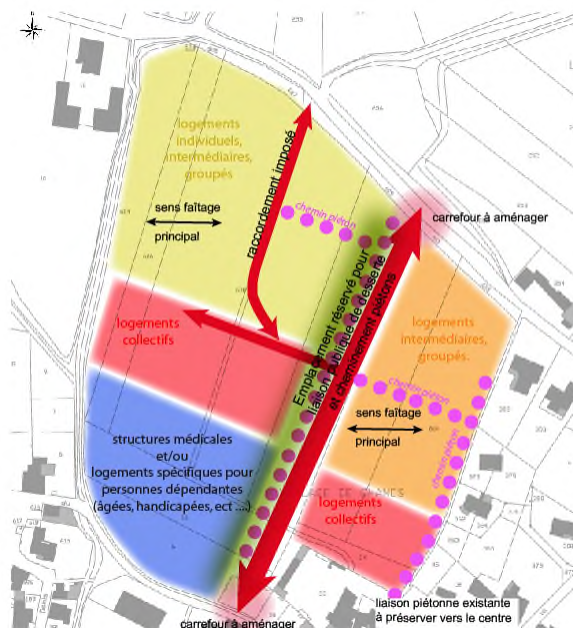 logements
individuels,
intermédiaires,
groupés
sens faîtage
principal
raccordement imposé
chemin piéton
carrefour à aménager
Emplacement réservé pour
liaison publique de desserte
et cheminement piétons
logements
collectifs
logements
intermédiaires,
groupés.
chemin piéton
sens faîtage
principal
chemin piéton
structures médicales
et/ou
logements spécifiques pour
personnes dépendantes
(âgées, handicapées, ect ....)
logements
collectifs
liaison piétonne existante
à préserver vers le centre
carrefour à aménager